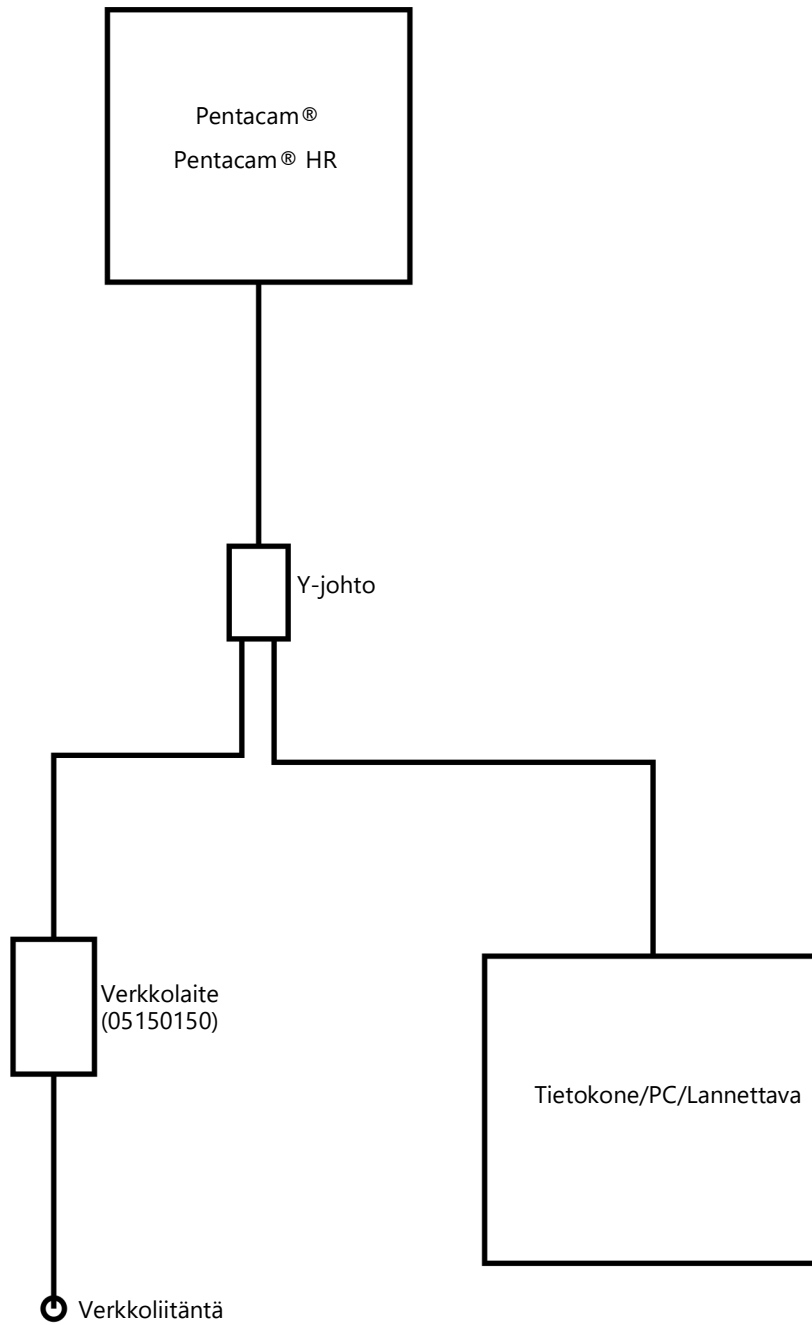 Pentacam®
Pentacam® HR
Y-johto
Verkkolaite
(05150150)
Tietokone/PC/Lannettava
Verkkoliitäntä